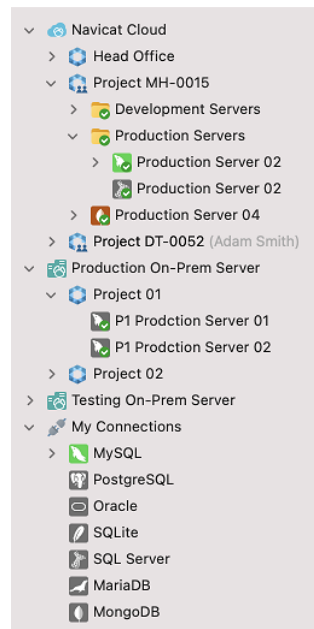 Navicat Cloud
Head Office
Project MH-0015
Development Servers
Production Servers
Production Server 02
Production Server 02
Production Server 04
Project DT-0052 (Adam Smith)
Production On-Prem Server
Project 01
P1 Prodction Server 01
P1 Prodction Server 02
Project 02
Testing On-Prem Server
My Connections
MySQL
PostgreSQL
Oracle
SQLite
SQL Server
MariaDB
MongoDB